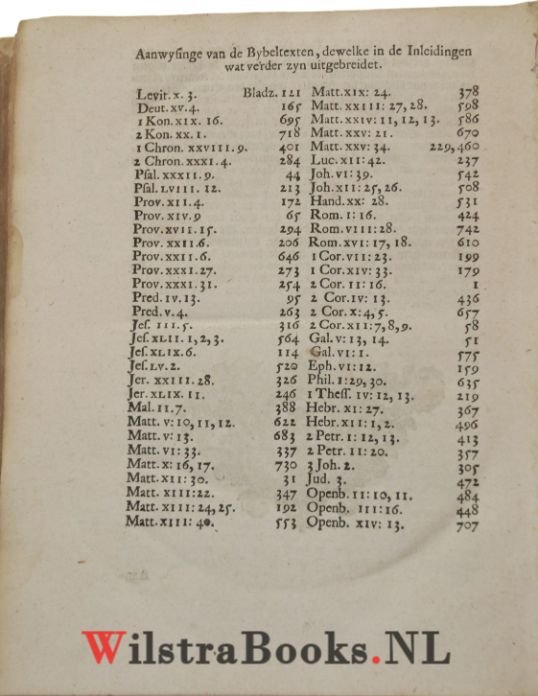 Aanwysinge van de Bybeltexten, dewelke in de Inleidingen
wat verder zyn uitgebreidet.
Levit. x. 3. Bladz. 121
Deut. xv. 4. 165
1 Kon. xix. 16. 695
2 Kon. xx. 1. 718
1 Chron. xxviii. 9. 401
2 Chron. xxxi. 4. 284
Psal. xxxii. 9. 44
Psal. lviii. 12. 213
Prov. xii. 4. 172
Prov. xiv. 9 65
Prov. xvii. 15. 294
Prov. xxii. 6. 206
Prov. xxii. 6. 646
Prov. xxxi. 27. 273
Prov. xxxi. 31. 254
Pred. iv. 13. 95
Pred. v. 4. 263
Jes. iii. 5. 316
Jes. xlii. 1, 2, 3. 564
Jes. xlix. 6. 114
Jes. lv. 2. 520
Jer. xxiii. 28. 326
Jer. xlix. 11. 246
Mal. ii. 7. 388
Matt. v: 10, 11, 12. 622
Matt. v: 13. 683
Matt. vi: 33. 337
Matt. x: 16, 17. 730
Matt. xii: 30. 31
Matt. xiii: 22. 347
Matt. xiii: 24, 25. 192
Matt. xiii: 40. 553
Matt. xix: 24. 378
Matt. xxiii: 27, 28. 598
Matt. xxiv: 11, 12, 13. 586
Matt. xxv: 21. 670
Matt. xxv: 34. 229, 460
Luc. xii: 42. 237
Joh. vi: 39. 542
Joh. xii: 25, 26. 508
Hand. xx: 28. 531
Rom. i: 16. 424
Rom. viii: 28. 742
Rom. xvi: 17, 18. 610
1 Cor. vii: 23. 199
1 Cor. xiv: 33. 179
2 Cor. ii: 16. 1
2 Cor. iv: 13. 436
2 Cor. x: 4, 5. 657
2 Cor. xi: 7, 8, 9. 58
Gal. v: 13, 14. 51
Gal. vi: 1. 575
Eph. vi: 12. 159
Phil. 1: 29, 30. 635
1 Thess. iv: 12, 13. 219
Hebr. xi: 27. 367
Hebr. xii: 1, 2. 496
2 Petr. i: 12, 13. 413
2 Petr. ii: 20. 357
3 Joh. 2. 305
Jud. 3. 472
Openb. ii: 10, 11. 484
Openb. iii: 16. 448
Openb. xiv: 13. 707
WilstraBooks.NL